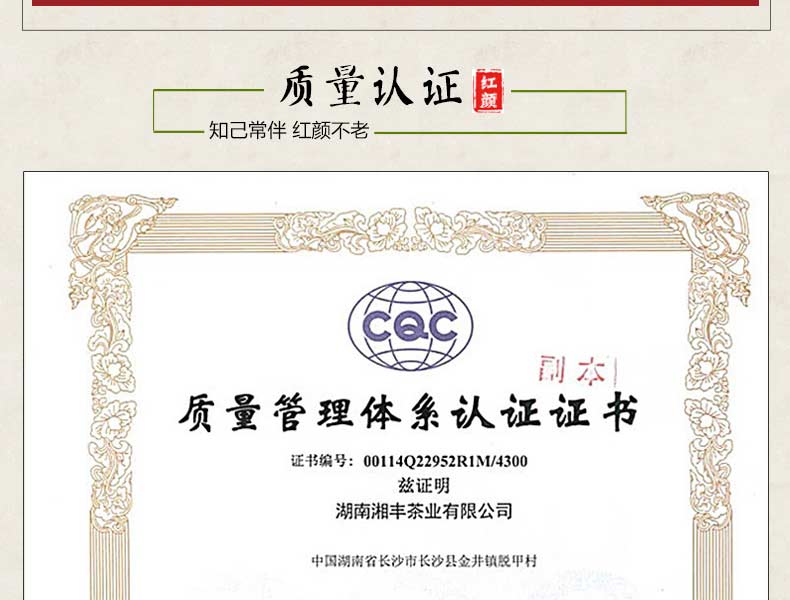 质量认证
红颜
知己常伴 红颜不老
CQC
副本
质量管理体系认证证书
证书编号：00114Q22952R1M/4300
兹证明
湖南湘丰茶业有限公司
中国湖南省长沙市长沙县金井镇脱甲村